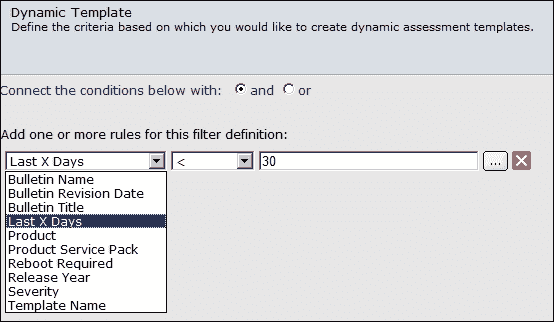 Dynamic Template
Define the criteria based on which you would like to create dynamic assessment templates.
Connect the conditions below with: and or
Add one or more rules for this filter definition:
Last X Days < 30 ...
Bulletin Name
Bulletin Revision Date
Bulletin Title
Last X Days
Product
Product Service Pack
Reboot Required
Release Year
Severity
Template Name